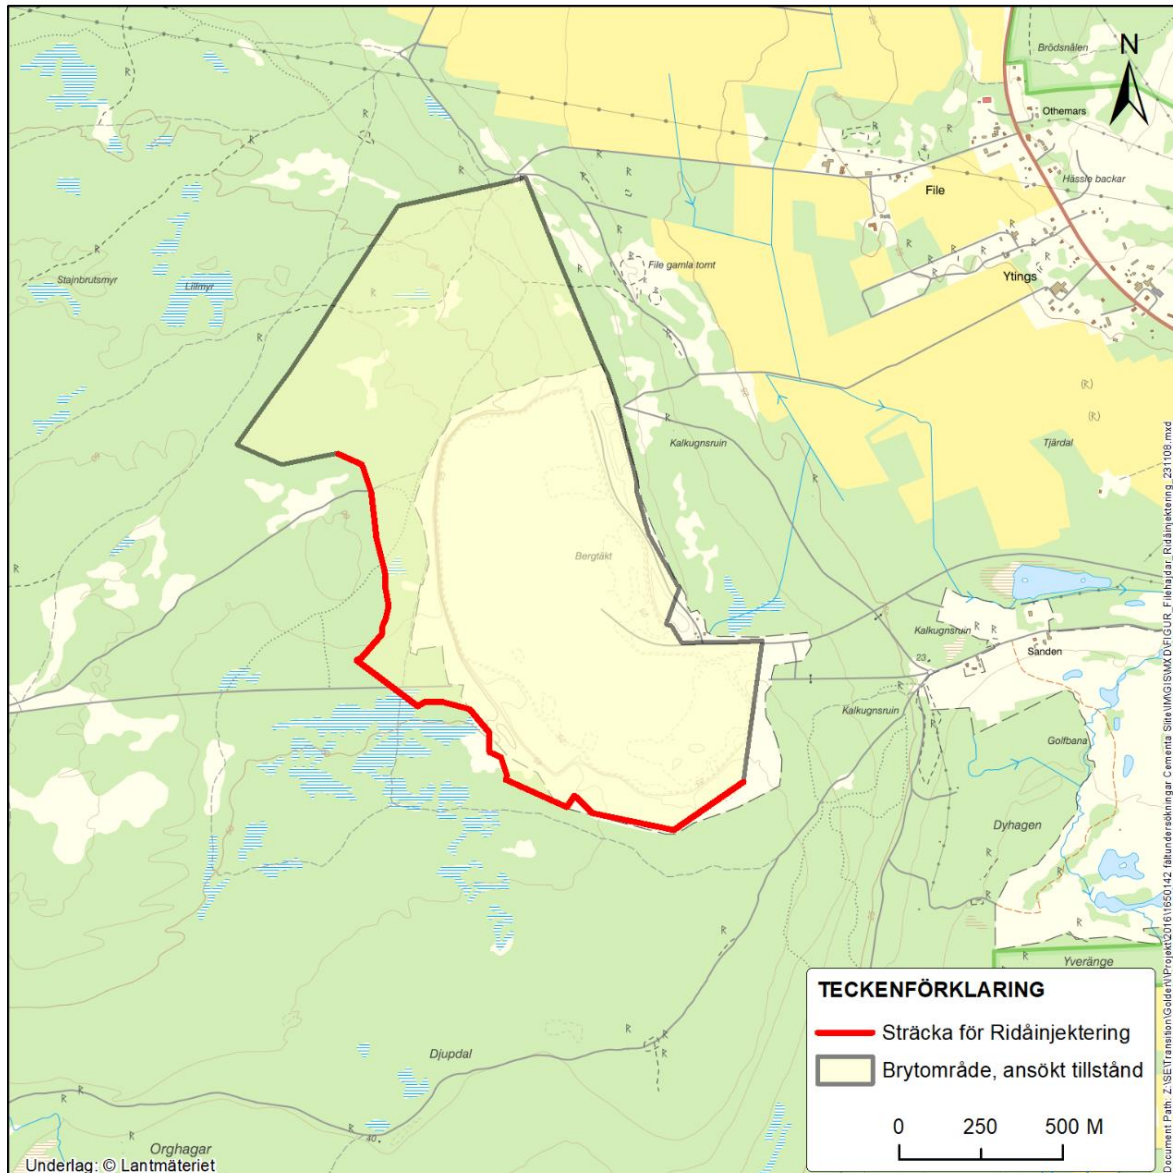 Brödsnålen
N
Othemars
Hässle backar
File
File gamla tomt
Ytings
Stajnbrutsmyr
Lillmyr
(R)
(R)
Tjärdal
Kalkugnsruin
Bergtäkt
Kalkugnsruin
Sanden
23
Kalkugnsruin
Golfbana
Dyhagen
Yveränge
Djupdal
40
Orghagar
TECKENFÖRKLARING
Sträcka för Ridåinjektering
Brytområde, ansökt tillstånd
0 250 500 M
Underlag: © Lantmäteriet